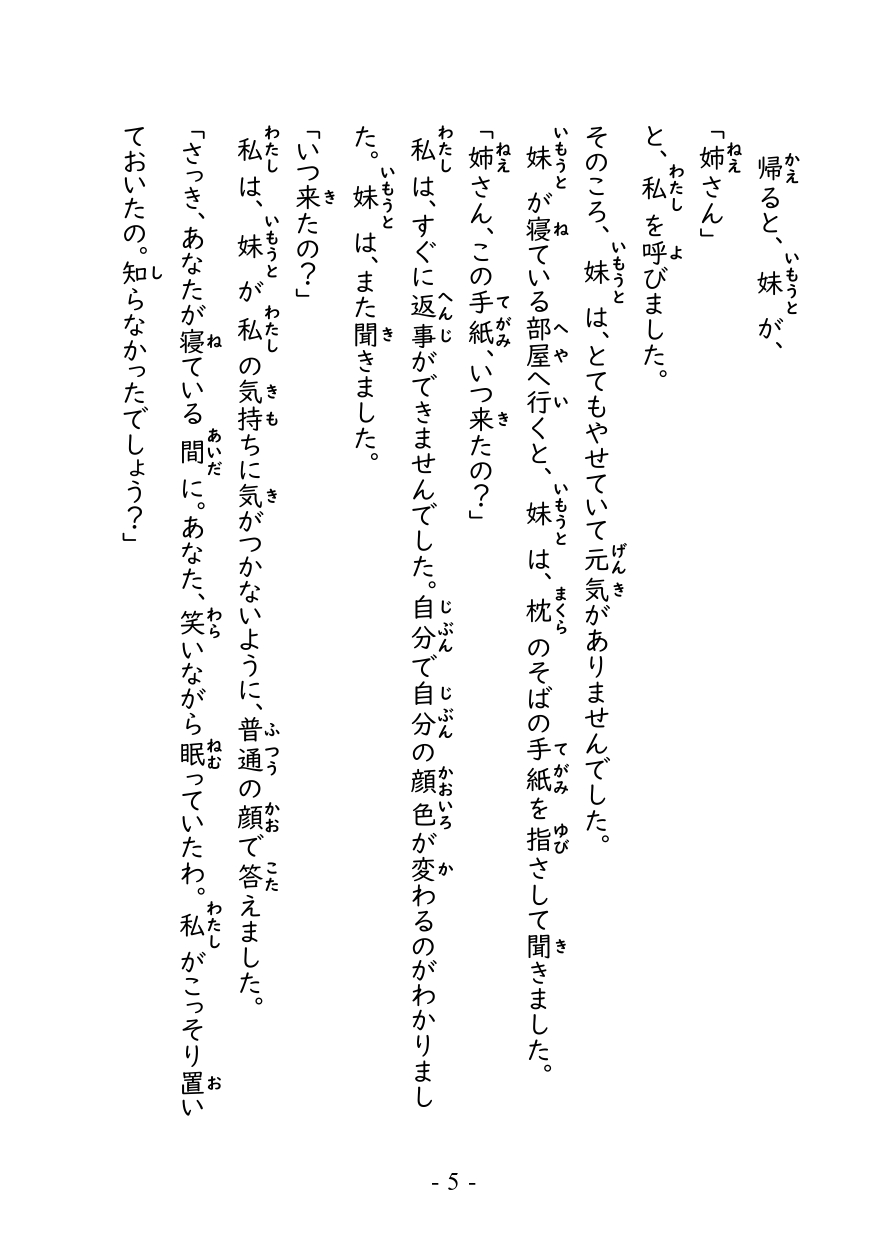 帰ると、妹が、
「姉さん」
と、私を呼びました。
そのころ、妹は、とてもやせていて元気がありませんでした。
妹が寝ている部屋へ行くと、妹は、枕のそばの手紙を指さして聞きました。
「姉さん、この手紙、いつ来たの？」
私は、すぐに返事ができませんでした。自分で自分の顔色が変わるのがわかりまし
た。妹は、また聞きました。
「いつ来たの？」
私は、妹が私の気持ちに気がつかないように、普通の顔で答えました。
「さっき、あなたが寝ている間に。あなた、笑いながら眠っていたわ。私がこっそり置い
ておいたの。知らなかったでしょう？」
- 5 -